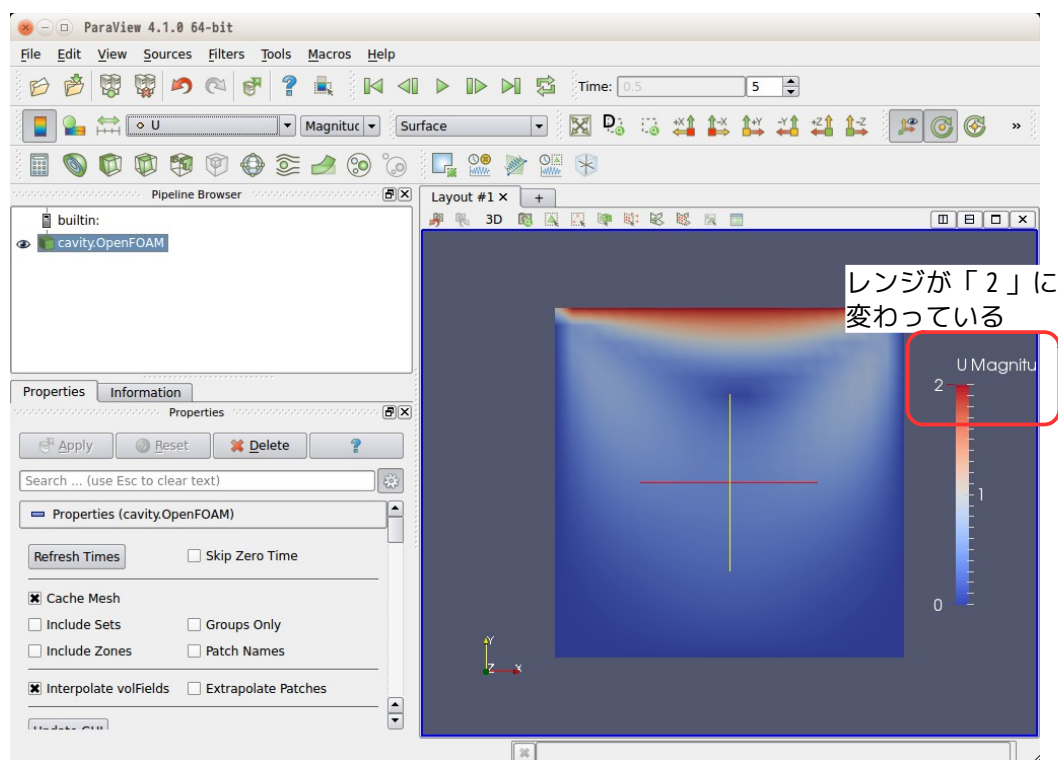 ParaView 4.1.0 64-bit
File Edit View Sources Filters Tools Macros Help
Time: 0.5 5
U Magnituc Surface
+X -X +Y -Y +Z -Z »
Pipeline Browser
Layout #1 × +
builtin:
3D
cavity.OpenFOAM
レンジが「2」に
変わっている
U Magnitu
2
1
0
Y
Z X
Properties Information
Properties
Apply Reset Delete ?
Search ... (use Esc to clear text)
Properties (cavity.OpenFOAM)
Refresh Times Skip Zero Time
Cache Mesh
Include Sets Groups Only
Include Zones Patch Names
Interpolate volFields Extrapolate Patches
Update GUI